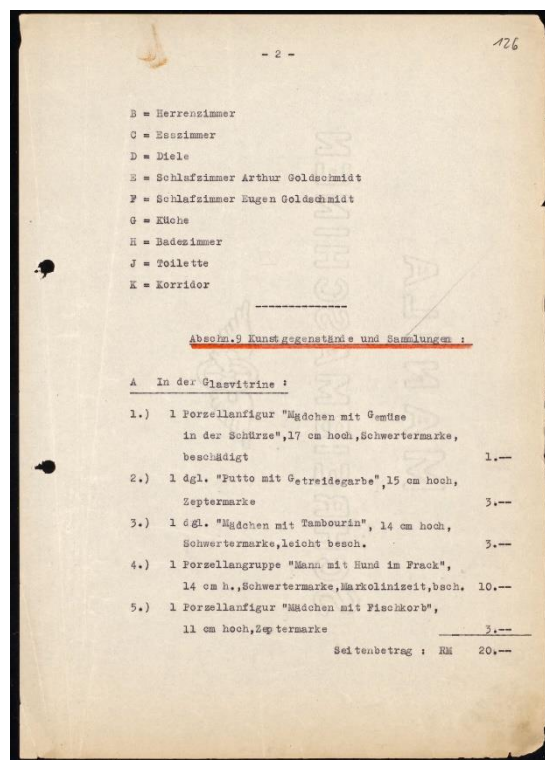 126
- 2 -
B = Herrenzimmer
C = Esszimmer
D = Diele
E = Schlafzimmer Arthur Goldschmidt
F = Schlafzimmer Eugen Goldschmidt
G = Küche
H = Badezimmer
J = Toilette
K = Korridor
Abschn.9 Kunstgegenstände und Sammlungen :
A In der Glasvitrine :
1.) 1 Porzellanfigur "Mädchen mit Gemüse
in der Schürze",17 cm hoch,Schwertermarke,
beschädigt 1.--
2.) 1 dgl. "Putto mit Getreidegarbe",15 cm hoch,
Zeptermarke 3.--
3.) 1 dgl. "Mädchen mit Tambourin", 14 cm hoch,
Schwertermarke,leicht besch. 3.--
4.) 1 Porzellangruppe "Mann mit Hund im Frack",
14 cm h.,Schwertermarke,Markolinizeit,bsch. 10.--
5.) 1 Porzellanfigur "Mädchen mit Fischkorb",
11 cm hoch,Zeptermarke 3.--
Seitenbetrag : RM 20.--